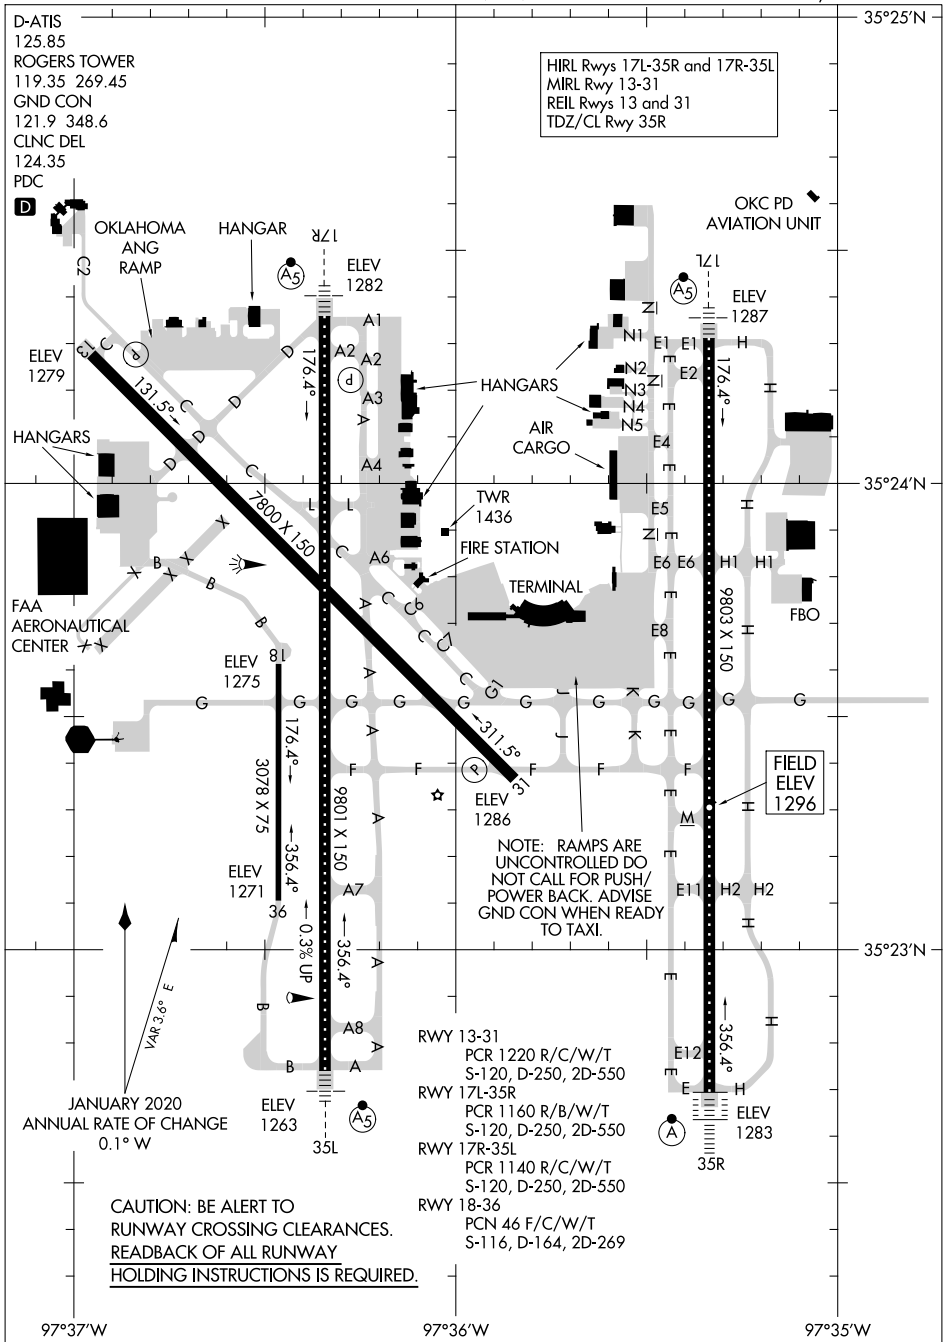 D-ATIS
125.85
ROGERS TOWER
119.35 269.45
GND CON
121.9 348.6
CLNC DEL
124.35
PDC
D
HIRL Rwys 17L-35R and 17R-35L
MIRL Rwy 13-31
REIL Rwys 13 and 31
TDZ/CL Rwy 35R
35°25'N
OKLAHOMA
ANG
RAMP
HANGAR
17R
A5
ELEV
1282
OKC PD
AVIATION UNIT
17L
A5
ELEV
1287
C2
ELEV
1279
13
C
P
131.5°
D
176.4°
A1
A2
A2
P
A3
A
A4
HANGARS
N
N1
N2
N3
N4
N5
N
E1
E1
H
E
E2
176.4°
H
E
E4
E
AIR
CARGO
HANGARS
C
D
D
D
C
C
L
L
7800 X 150
TWR
1436
FIRE STATION
35°24'N
E5
N
E
E6
E6
H1
H1
H
X
X
X
B
B
B
X
X
C
A6
A
C
C
6
C
C7
C
G1
TERMINAL
E
E8
E
9803 X 150
H
FBO
FAA
AERONAUTICAL
CENTER
18
ELEV
1275
A
G
G
G
G
G
G
G
G
G
G
J
J
K
K
176.4°
3078 X 75
356.4°
A
F
F
F
F
F
P
311.5°
31
ELEV
1286
E
E
FIELD
ELEV
1296
H
M
9801 X 150
A
NOTE: RAMPS ARE
UNCONTROLLED DO
NOT CALL FOR PUSH/
POWER BACK. ADVISE
GND CON WHEN READY
TO TAXI.
E
E11
H2
H2
H
ELEV
1271
36
A7
0.3% UP
356.4°
A
35°23'N
VAR 3.6° E
B
A8
A
B
A
E
E12
E
E
356.4°
H
H
JANUARY 2020
ANNUAL RATE OF CHANGE
0.1° W
ELEV
1263
35L
A5
A
35R
ELEV
1283
RWY 13-31
PCR 1220 R/C/W/T
S-120, D-250, 2D-550
RWY 17L-35R
PCR 1160 R/B/W/T
S-120, D-250, 2D-550
RWY 17R-35L
PCR 1140 R/C/W/T
S-120, D-250, 2D-550
RWY 18-36
PCN 46 F/C/W/T
S-116, D-164, 2D-269
CAUTION: BE ALERT TO
RUNWAY CROSSING CLEARANCES.
READBACK OF ALL RUNWAY
HOLDING INSTRUCTIONS IS REQUIRED.
97°37'W
97°36'W
97°35'W